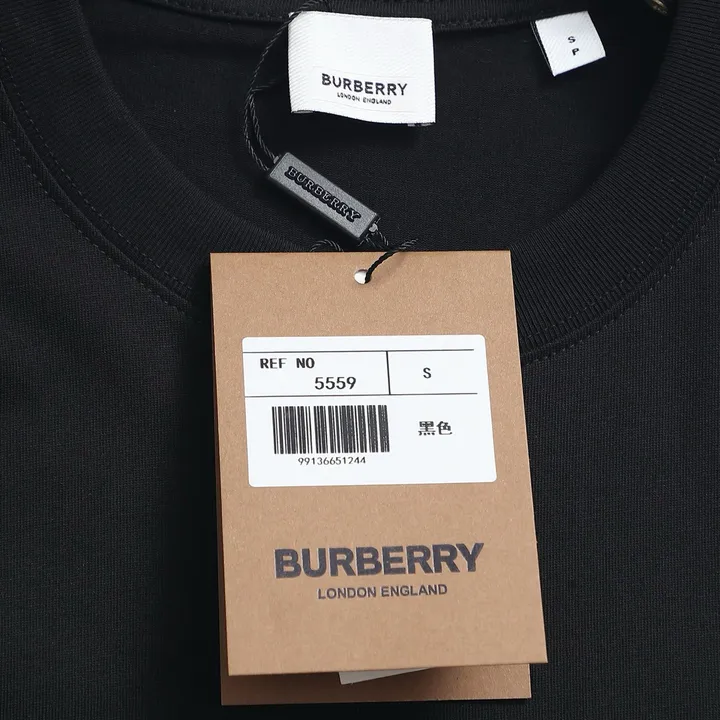 BURBERRY
LONDON ENGLAND
S
P
BURBERRY
REF NO
5559
S
99136651244
黑色
BURBERRY
LONDON ENGLAND